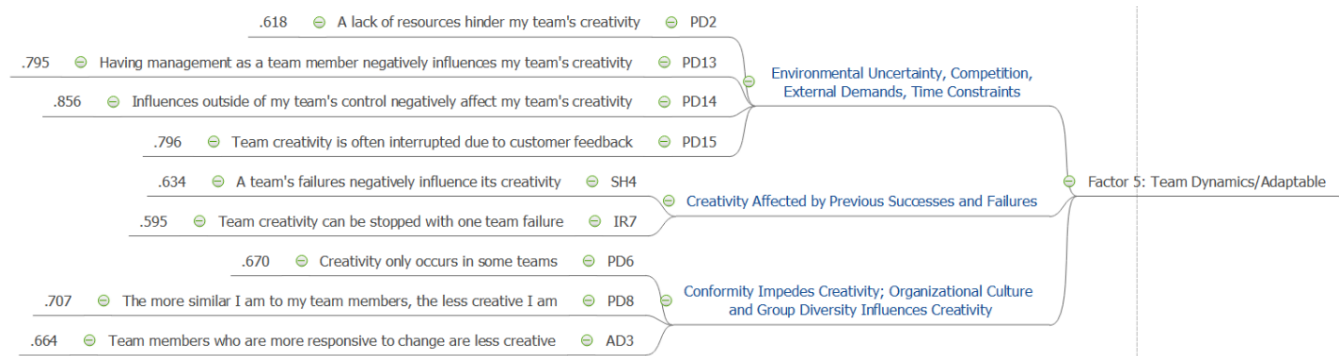 .618 A lack of resources hinder my team's creativity PD2
.795 Having management as a team member negatively influences my team's creativity PD13
.856 Influences outside of my team's control negatively affect my team's creativity PD14
.796 Team creativity is often interrupted due to customer feedback PD15
Environmental Uncertainty, Competition,
External Demands, Time Constraints
.634 A team's failures negatively influence its creativity SH4
.595 Team creativity can be stopped with one team failure IR7
Creativity Affected by Previous Successes and Failures
.670 Creativity only occurs in some teams PD6
.707 The more similar I am to my team members, the less creative I am PD8
.664 Team members who are more responsive to change are less creative AD3
Conformity Impedes Creativity; Organizational Culture
and Group Diversity Influences Creativity
Factor 5: Team Dynamics/Adaptable